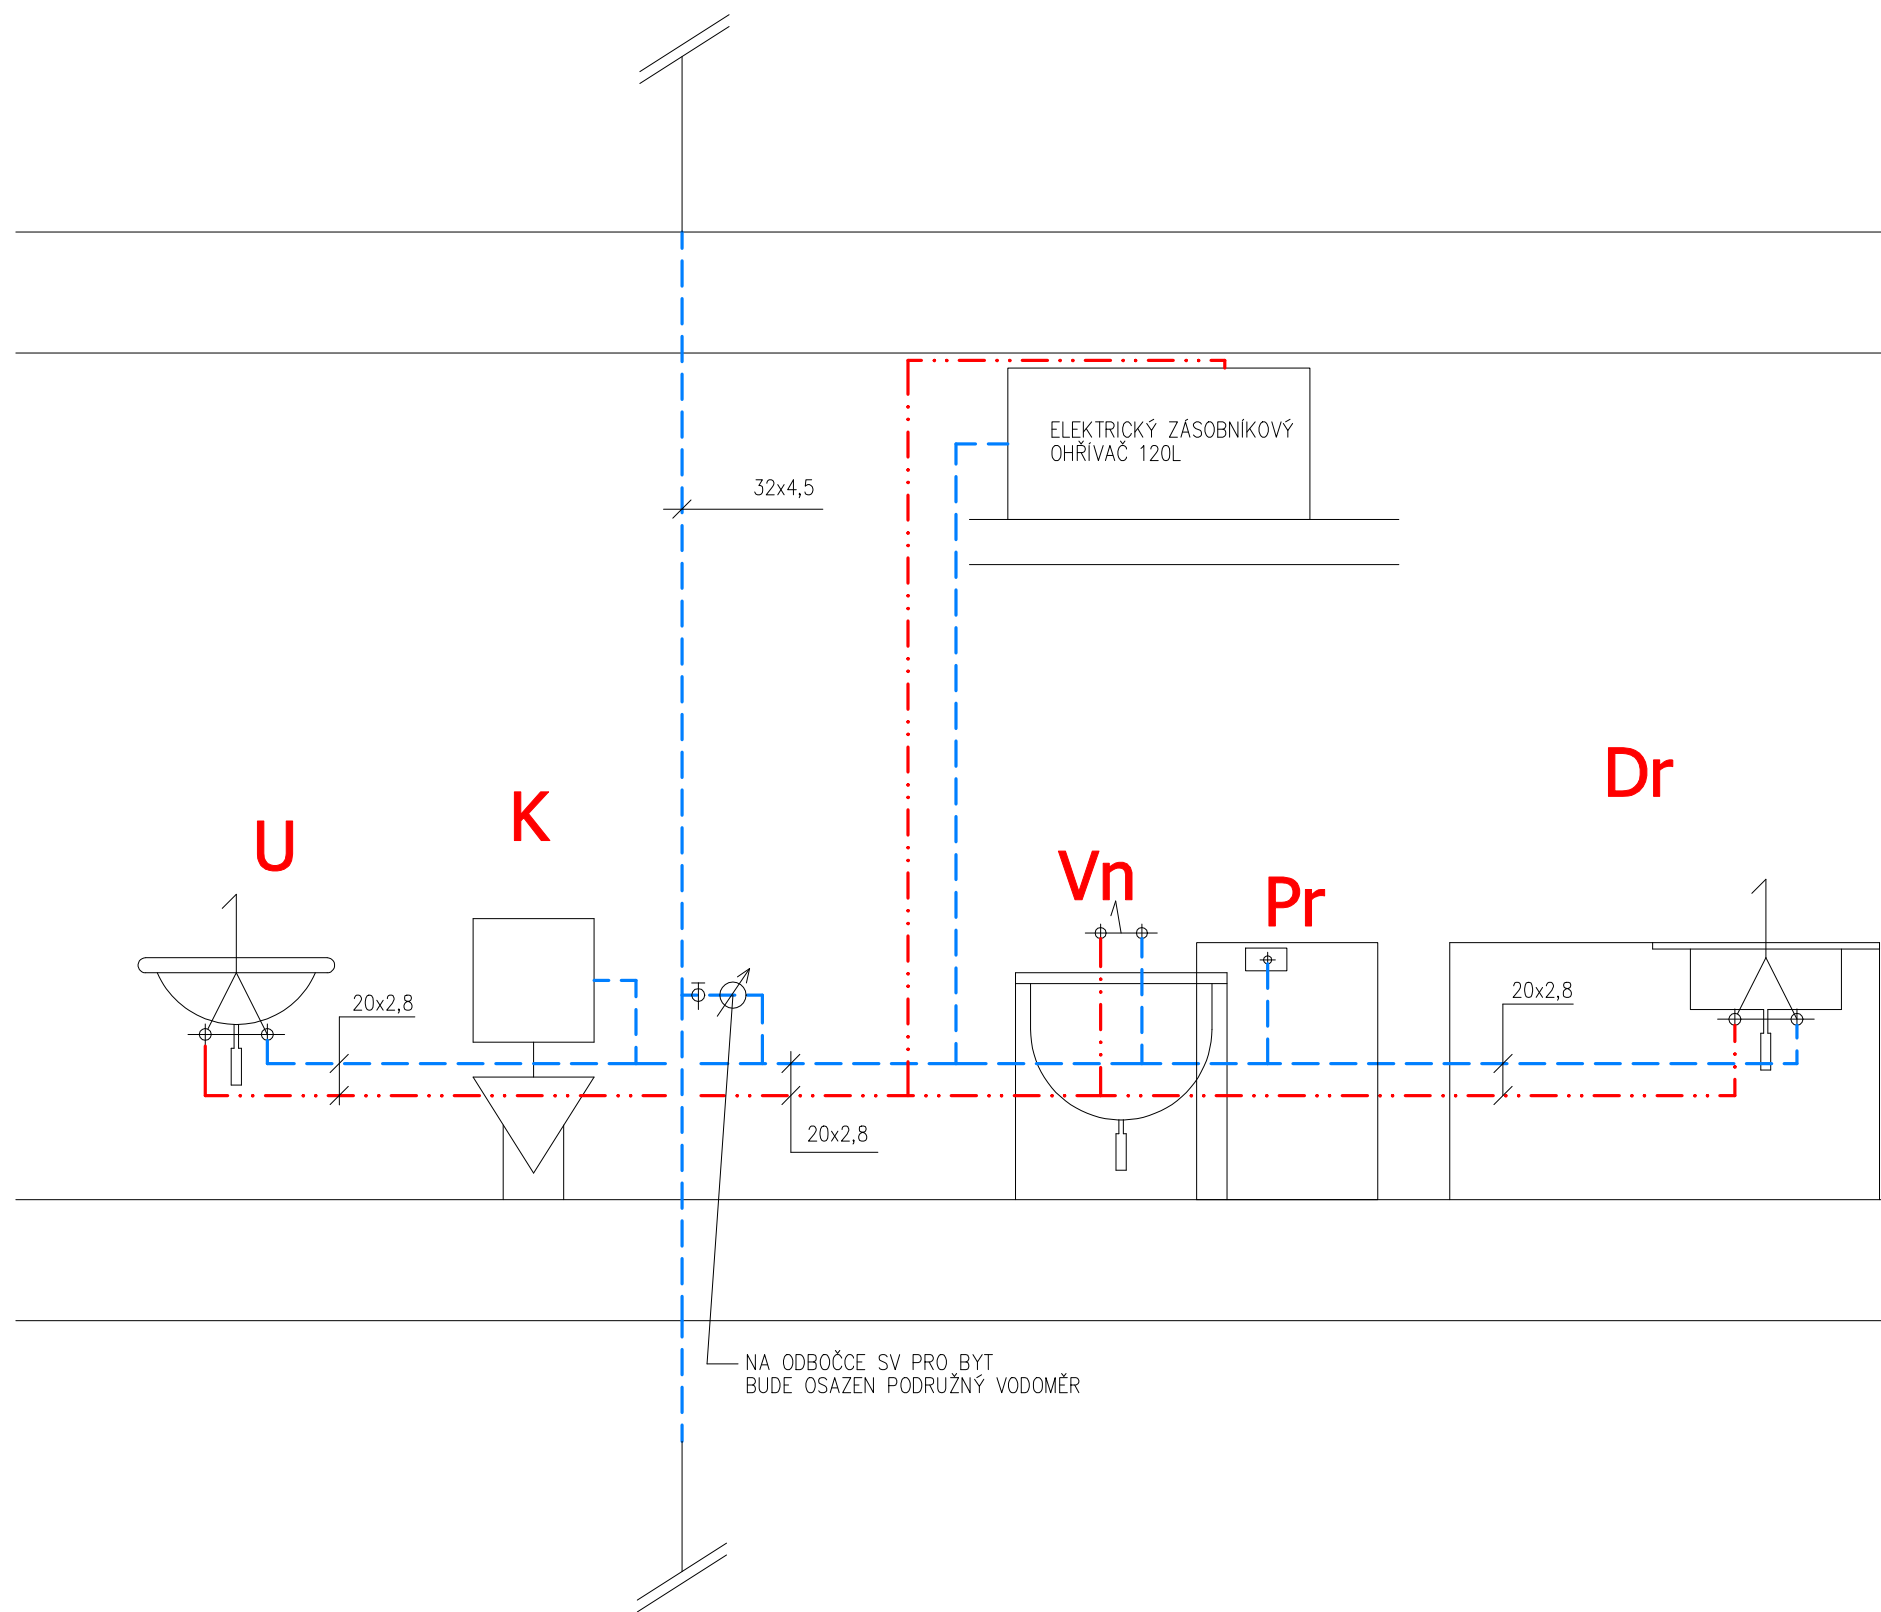 ELEKTRICKÝ ZÁSOBNÍKOVÝ
OHŘÍVAČ 120L
32x4,5
Dr
K
U
Vn
Pr
20x2,8
20x2,8
20x2,8
NA ODBOČCE SV PRO BYT
BUDE OSAZEN PODRUŽNÝ VODOMĚR